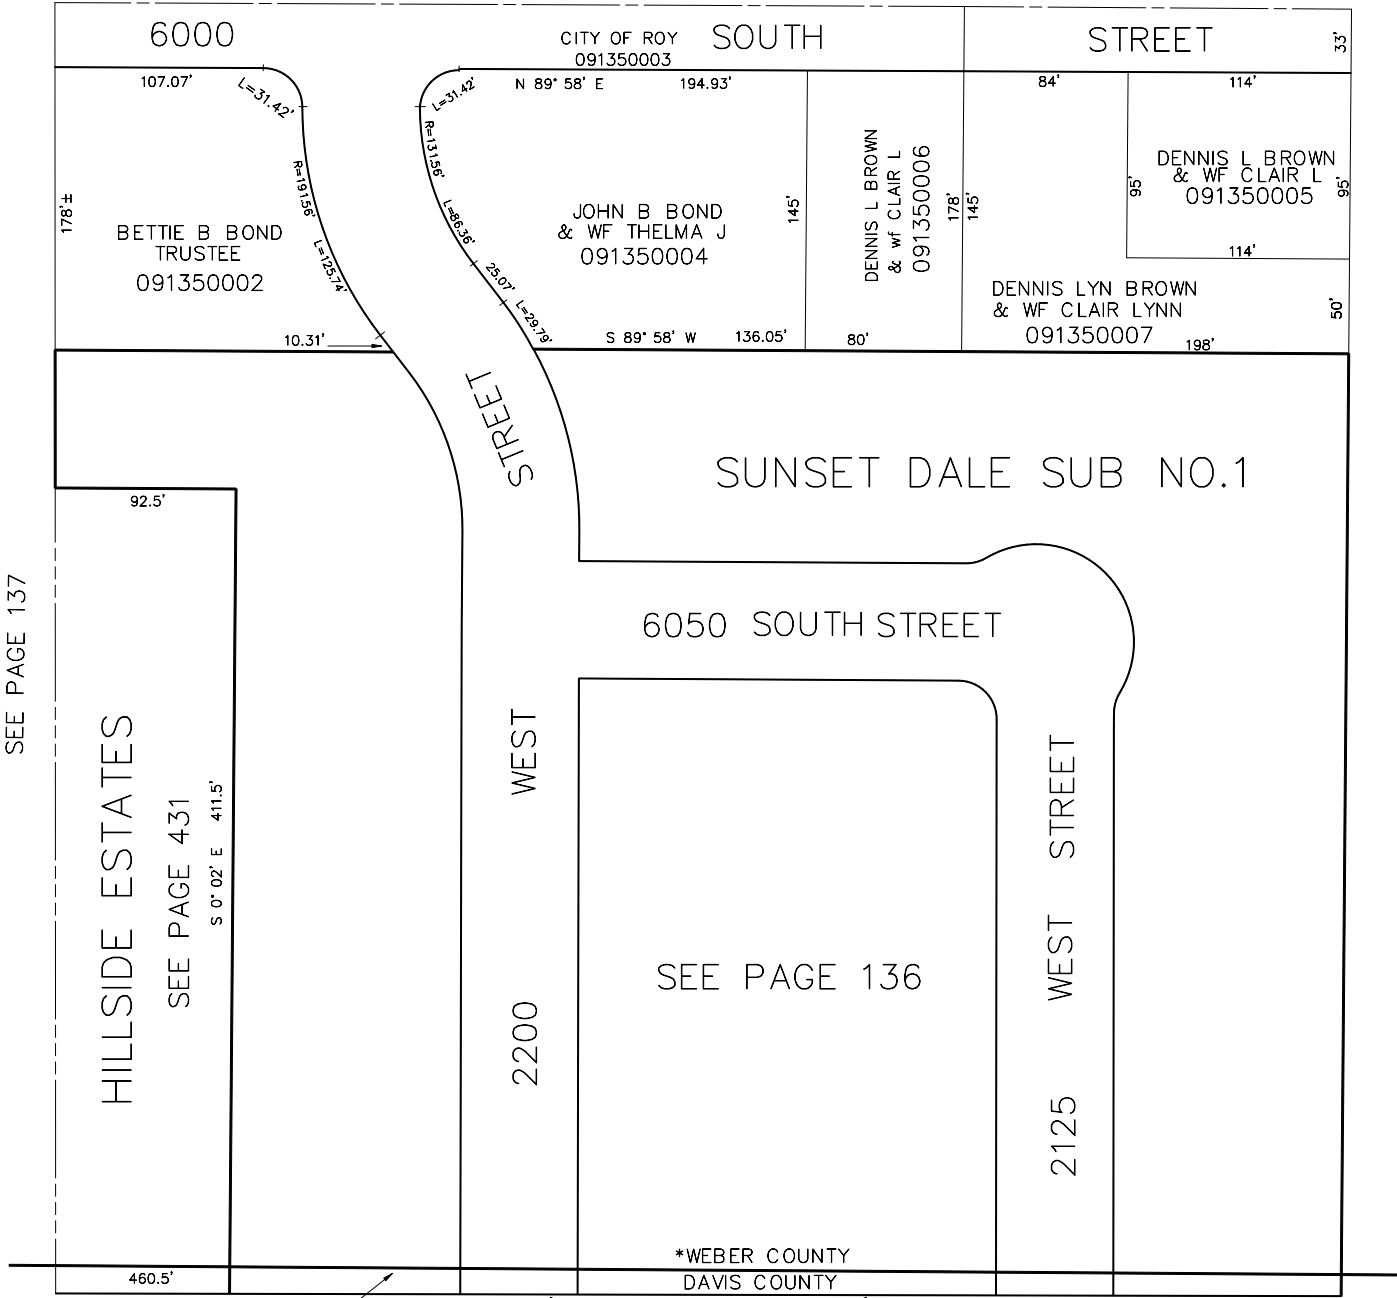 6000
CITY OF ROY
091350003
SOUTH
STREET
33'
107.07'
L=31.42'
L=31.42'
N 89° 58' E
194.93'
84'
114'
R=191.56'
L=125.74'
R=131.56'
L=86.36'
25.07'
L=29.79'
178'±
BETTIE B BOND
TRUSTEE
091350002
10.31'
JOHN B BOND
& WF THELMA J
091350004
145'
S 89° 58' W
136.05'
DENNIS L BROWN
& wf CLAIR L
091350006
178'
145'
80'
95'
DENNIS L BROWN
& WF CLAIR L
091350005
95'
114'
DENNIS LYN BROWN
& WF CLAIR LYNN
091350007
198'
50'
STREET
SUNSET DALE SUB NO.1
92.5'
SEE PAGE 137
6050 SOUTH STREET
HILLSIDE ESTATES
SEE PAGE 431
S 0° 02' E 411.5'
2200 WEST
SEE PAGE 136
2125 WEST STREET
*WEBER COUNTY
DAVIS COUNTY
460.5'